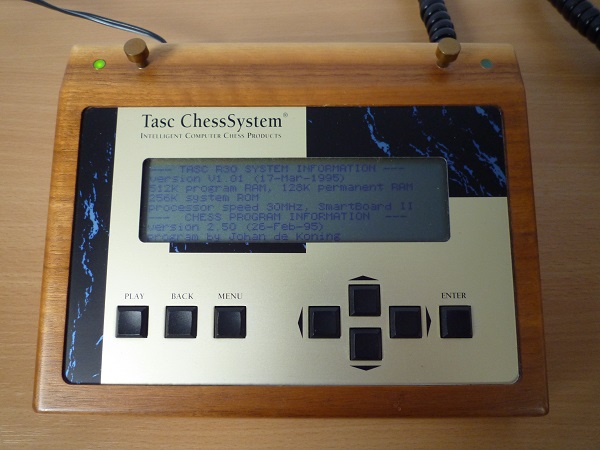 Tasc ChessSystem®
INTELLIGENT COMPUTER CHESS PRODUCTS
--- TASC R30 SYSTEM INFORMATION ---
version V1.01 (17-Mar-1995)
512K program RAM, 128K permanent RAM
256K system ROM
processor speed 30MHz, SmartBoard II
--- CHESS PROGRAM INFORMATION ---
version 2.50 (26-Feb-95)
program by Johan de Koning
PLAY BACK MENU ENTER